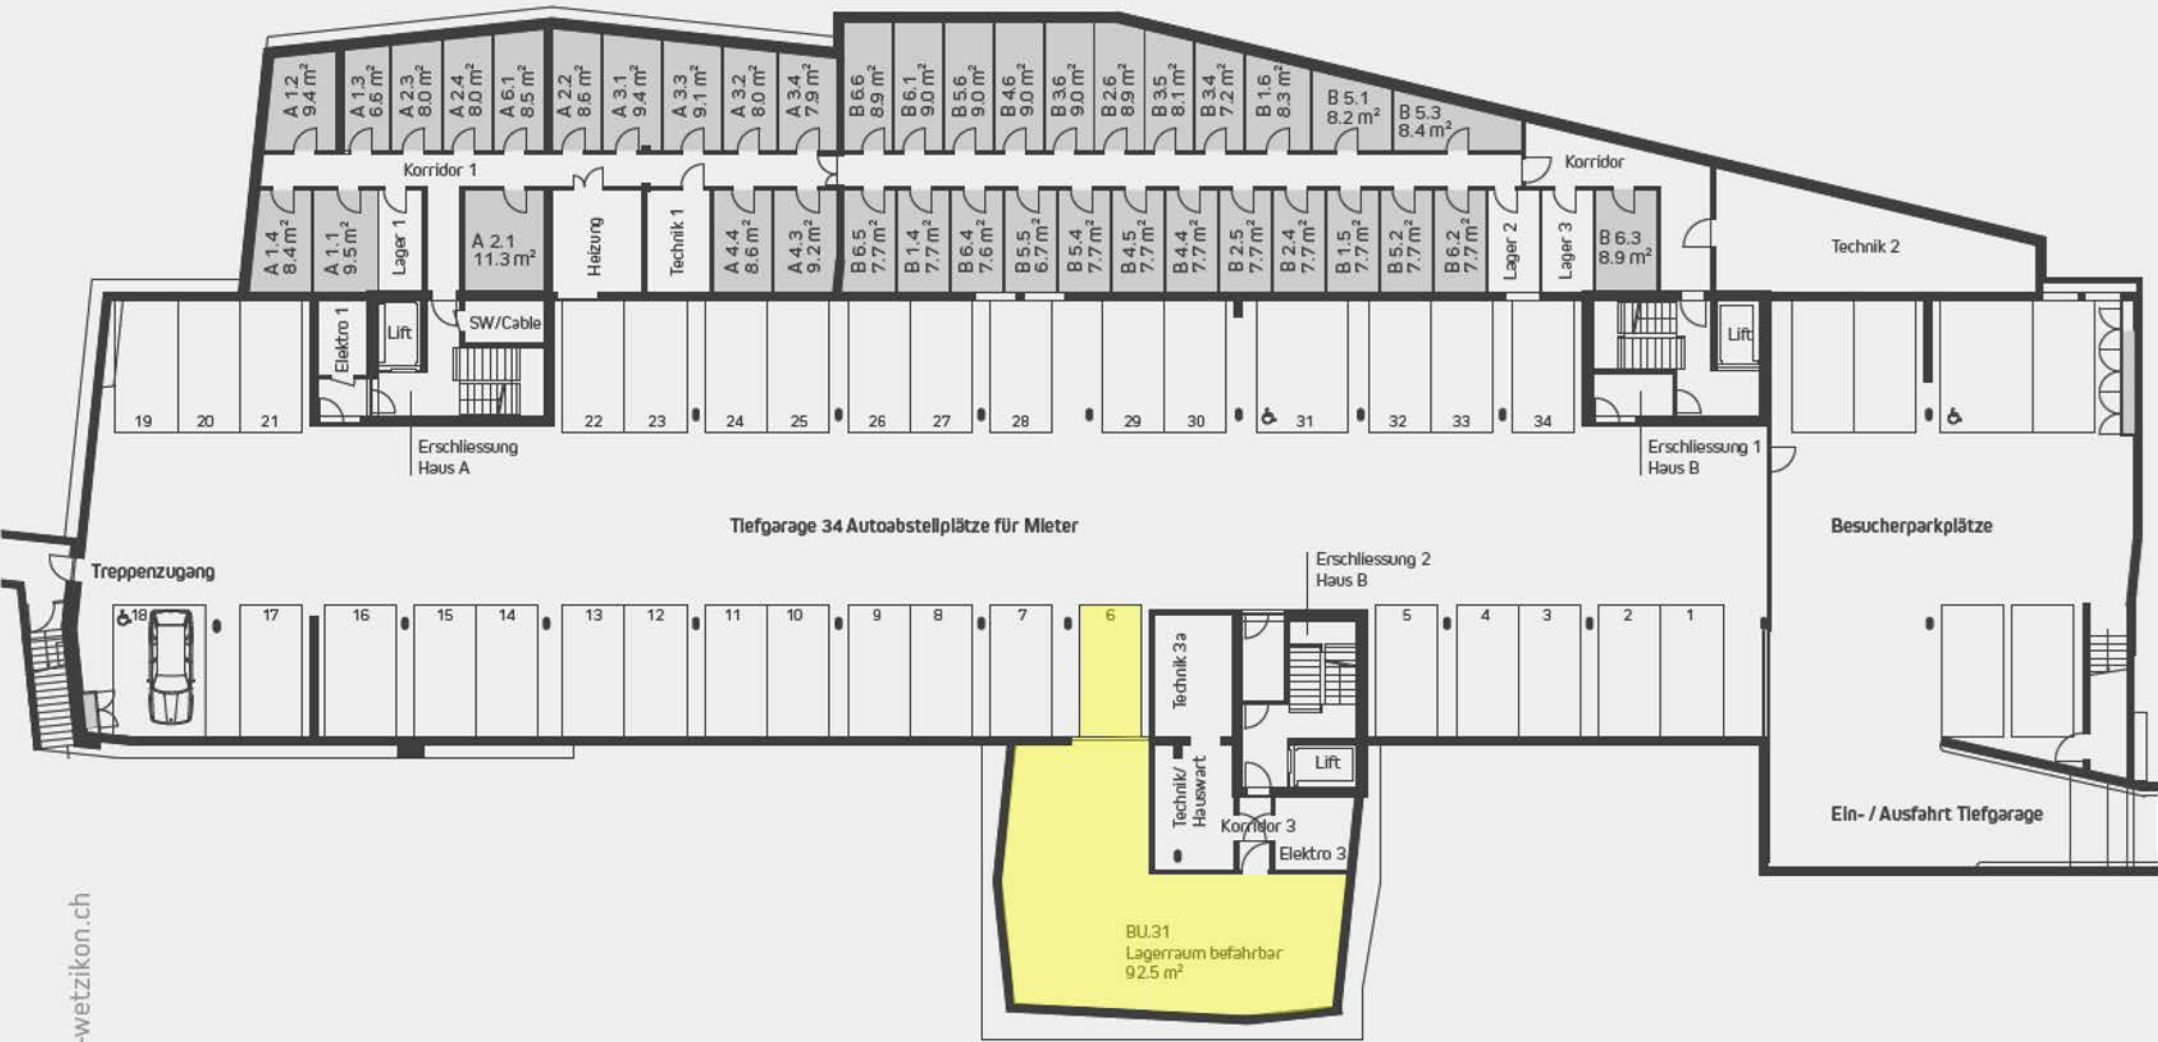 A 1.2
9.4 m²
A 1.3
6.6 m²
A 2.3
8.0 m²
A 2.4
8.0 m²
A 6.1
8.5 m²
A 2.2
8.6 m²
A 3.1
9.4 m²
A 3.3
9.1 m²
A 3.2
8.0 m²
A 3.4
7.9 m²
B 6.6
8.9 m²
B 6.1
9.0 m²
B 5.6
9.0 m²
B 4.6
9.0 m²
B 3.6
9.0 m²
B 2.6
8.9 m²
B 3.5
8.1 m²
B 3.4
7.2 m²
B 1.6
8.3 m²
B 5.1
8.2 m²
B 5.3
8.4 m²
Korridor 1
Korridor
A 1.4
8.4 m²
A 1.1
9.5 m²
Lager 1
A 2.1
11.3 m²
Heizung
Technik 1
A 4.4
8.6 m²
A 4.3
9.2 m²
B 6.5
7.7 m²
B 1.4
7.7 m²
B 6.4
7.6 m²
B 5.5
6.7 m²
B 5.4
7.7 m²
B 4.5
7.7 m²
B 4.4
7.7 m²
B 2.5
7.7 m²
B 2.4
7.7 m²
B 1.5
7.7 m²
B 5.2
7.7 m²
B 6.2
7.7 m²
Lager 2
Lager 3
B 6.3
8.9 m²
Technik 2
Elektro 1
Lift
SW/Cable
Lift
19
20
21
22
23
24
25
26
27
28
29
30
31
32
33
34
Erschliessung
Haus A
Erschliessung 1
Haus B
Tiefgarage 34 Autoabstellplätze für Mieter
Besucherparkplätze
Treppenzugang
Erschliessung 2
Haus B
18
17
16
15
14
13
12
11
10
9
8
7
6
5
4
3
2
1
Technik 3a
Technik/
Hauswart
Lift
Korridor 3
Elektro 3
Ein- / Ausfahrt Tiefgarage
BU.31
Lagerraum befahrbar
92.5 m²
-wetzikon.ch